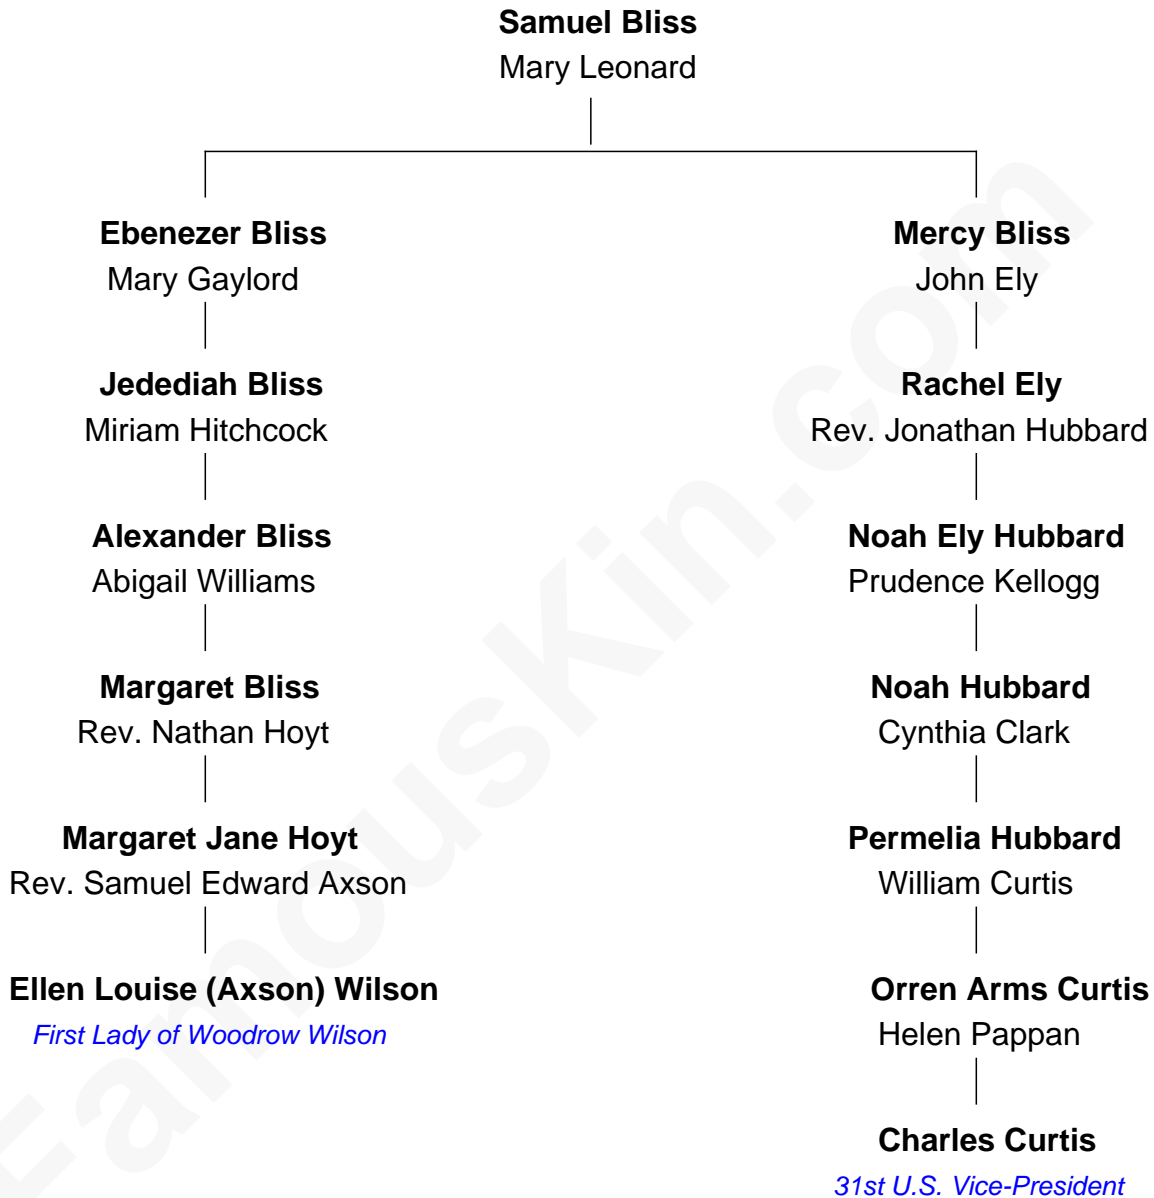 Samuel Bliss
Mary Leonard
Ebenezer Bliss
Mary Gaylord
Mercy Bliss
John Ely
Jedediah Bliss
Miriam Hitchcock
Rachel Ely
Rev. Jonathan Hubbard
Alexander Bliss
Abigail Williams
Noah Ely Hubbard
Prudence Kellogg
Margaret Bliss
Rev. Nathan Hoyt
Noah Hubbard
Cynthia Clark
Margaret Jane Hoyt
Rev. Samuel Edward Axson
Permelia Hubbard
William Curtis
Ellen Louise (Axson) Wilson
First Lady of Woodrow Wilson
Orren Arms Curtis
Helen Pappan
Charles Curtis
31st U.S. Vice-President
FamousKin.com